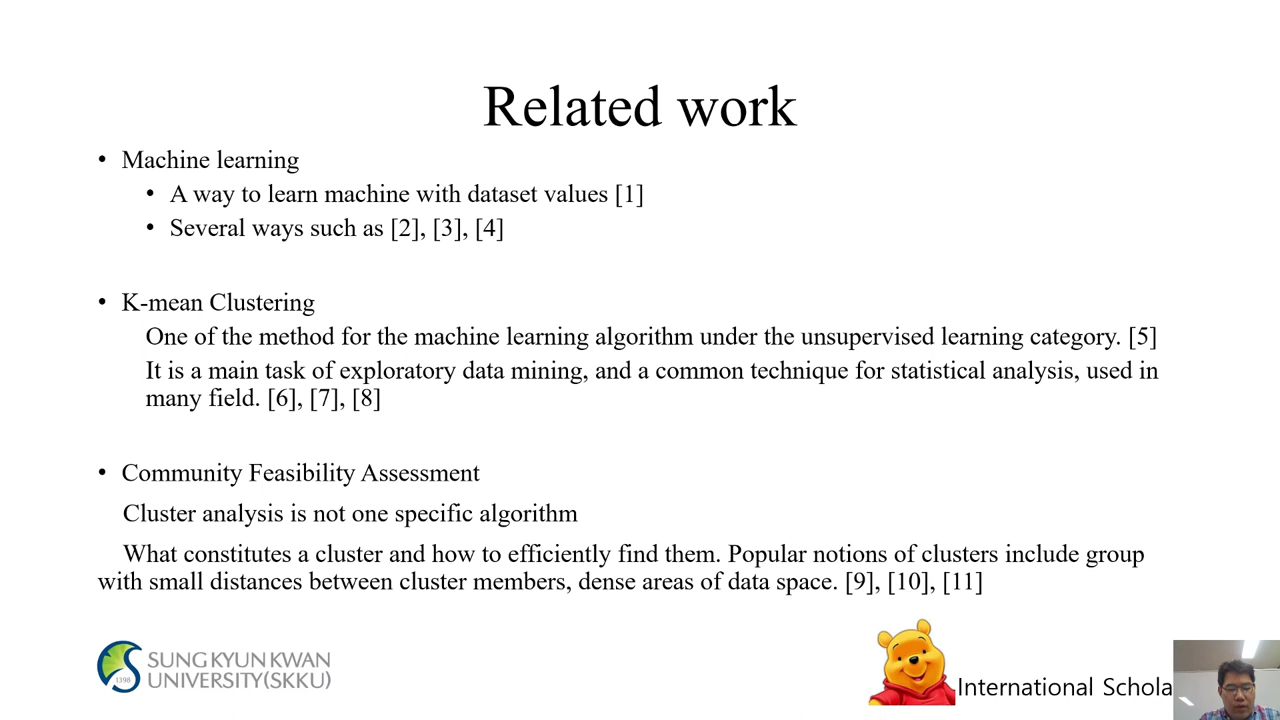 Related work
• Machine learning
• A way to learn machine with dataset values [1]
• Several ways such as [2], [3], [4]
• K-mean Clustering
One of the method for the machine learning algorithm under the unsupervised learning category. [5]
It is a main task of exploratory data mining, and a common technique for statistical analysis, used in
many field. [6], [7], [8]
• Community Feasibility Assessment
Cluster analysis is not one specific algorithm
What constitutes a cluster and how to efficiently find them. Popular notions of clusters include group
with small distances between cluster members, dense areas of data space. [9], [10], [11]
1398
SUNGKYUNKWAN
UNIVERSITY(SKKU)
International Schola